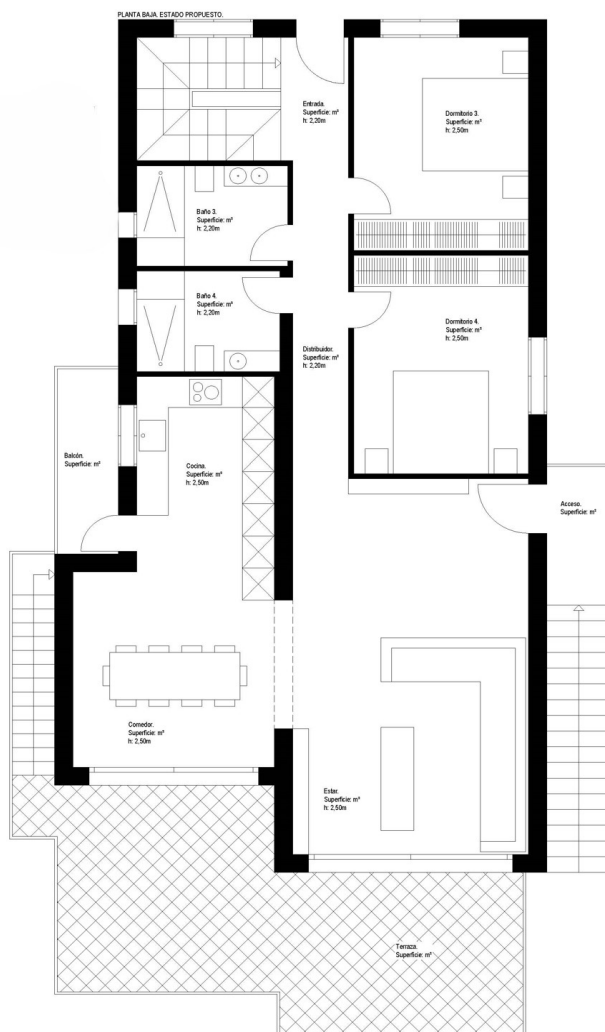 PLANTA BAJA. ESTADO PROPUESTO.
Entrada.
Superficie: m²
h: 2,20m
Dormitorio 3.
Superficie: m²
h: 2,50m
Baño 3.
Superficie: m²
h: 2,20m
Baño 4.
Superficie: m²
h: 2,20m
Dormitorio 4.
Superficie: m²
h: 2,50m
Distribuidor.
Superficie: m²
h: 2,20m
Balcón.
Superficie: m²
Cocina.
Superficie: m²
h: 2,50m
Acceso.
Superficie: m²
Comedor.
Superficie: m²
h: 2,50m
Estar.
Superficie: m²
h: 2,50m
Terraza.
Superficie: m²